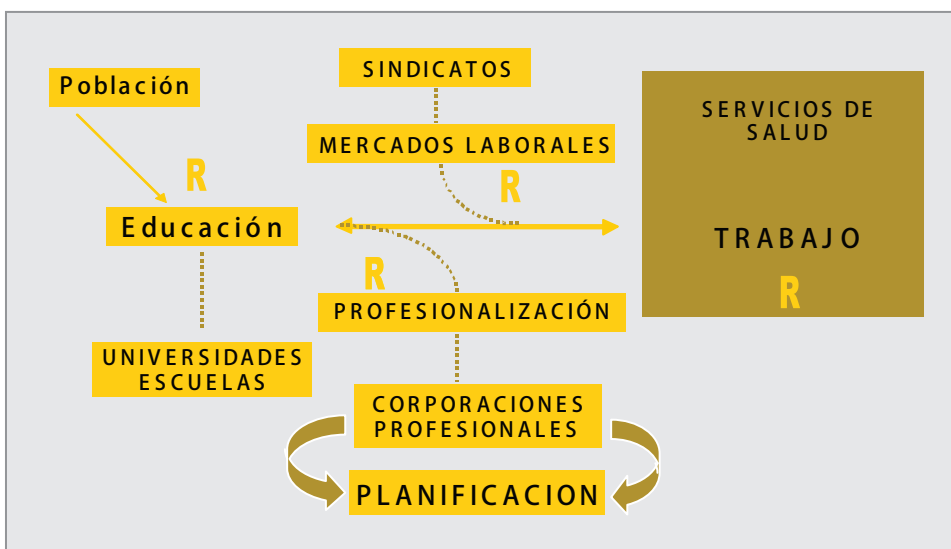 Población
R
Educación
UNIVERSIDADES
ESCUELAS
SINDICATOS
MERCADOS LABORALES
R
R
PROFESIONALIZACIÓN
CORPORACIONES
PROFESIONALES
PLANIFICACION
SERVICIOS DE
SALUD
TRABAJO
R